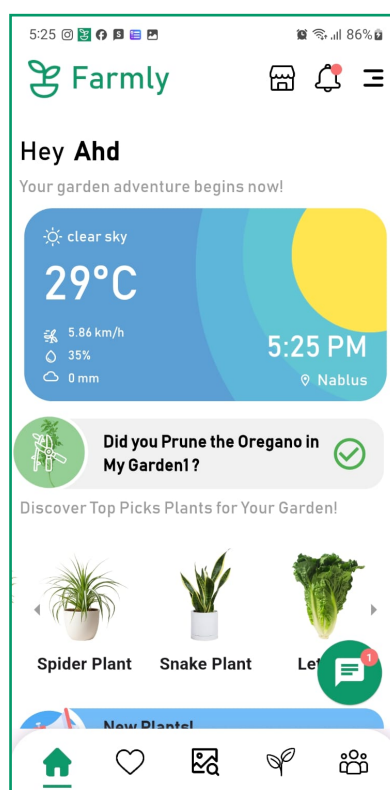 5:25
86%
Farmly
Hey Ahd
Your garden adventure begins now!
clear sky
29°C
5.86 km/h
35%
0 mm
5:25 PM
Nablus
Did you Prune the Oregano in
My Garden1?
Discover Top Picks Plants for Your Garden!
Spider Plant
Snake Plant
Let
1
New Plants!